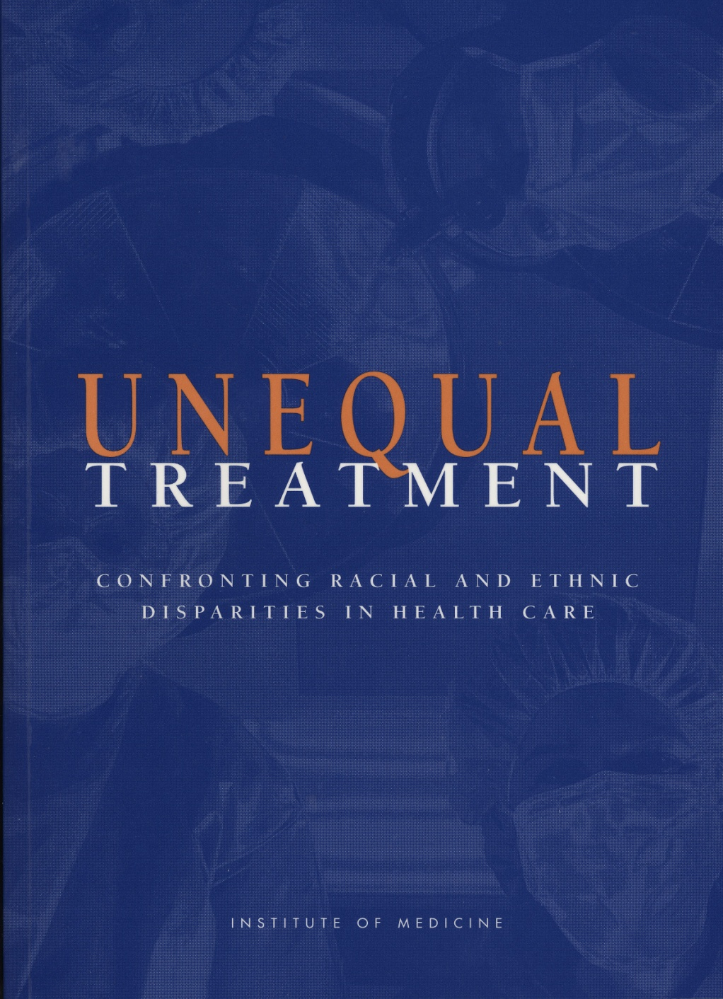 UNEQUAL
TREATMENT
CONFRONTING RACIAL AND ETHNIC
DISPARITIES IN HEALTH CARE
INSTITUTE OF MEDICINE